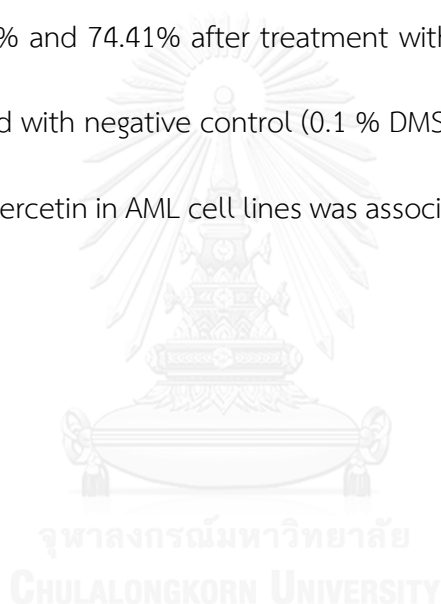 % and 74.41% after treatment with
d with negative control (0.1 % DMS
ercetin in AML cell lines was associ
จุฬาลงกรณ์มหาวิทยาลัย
CHULALONGKORN UNIVERSITY